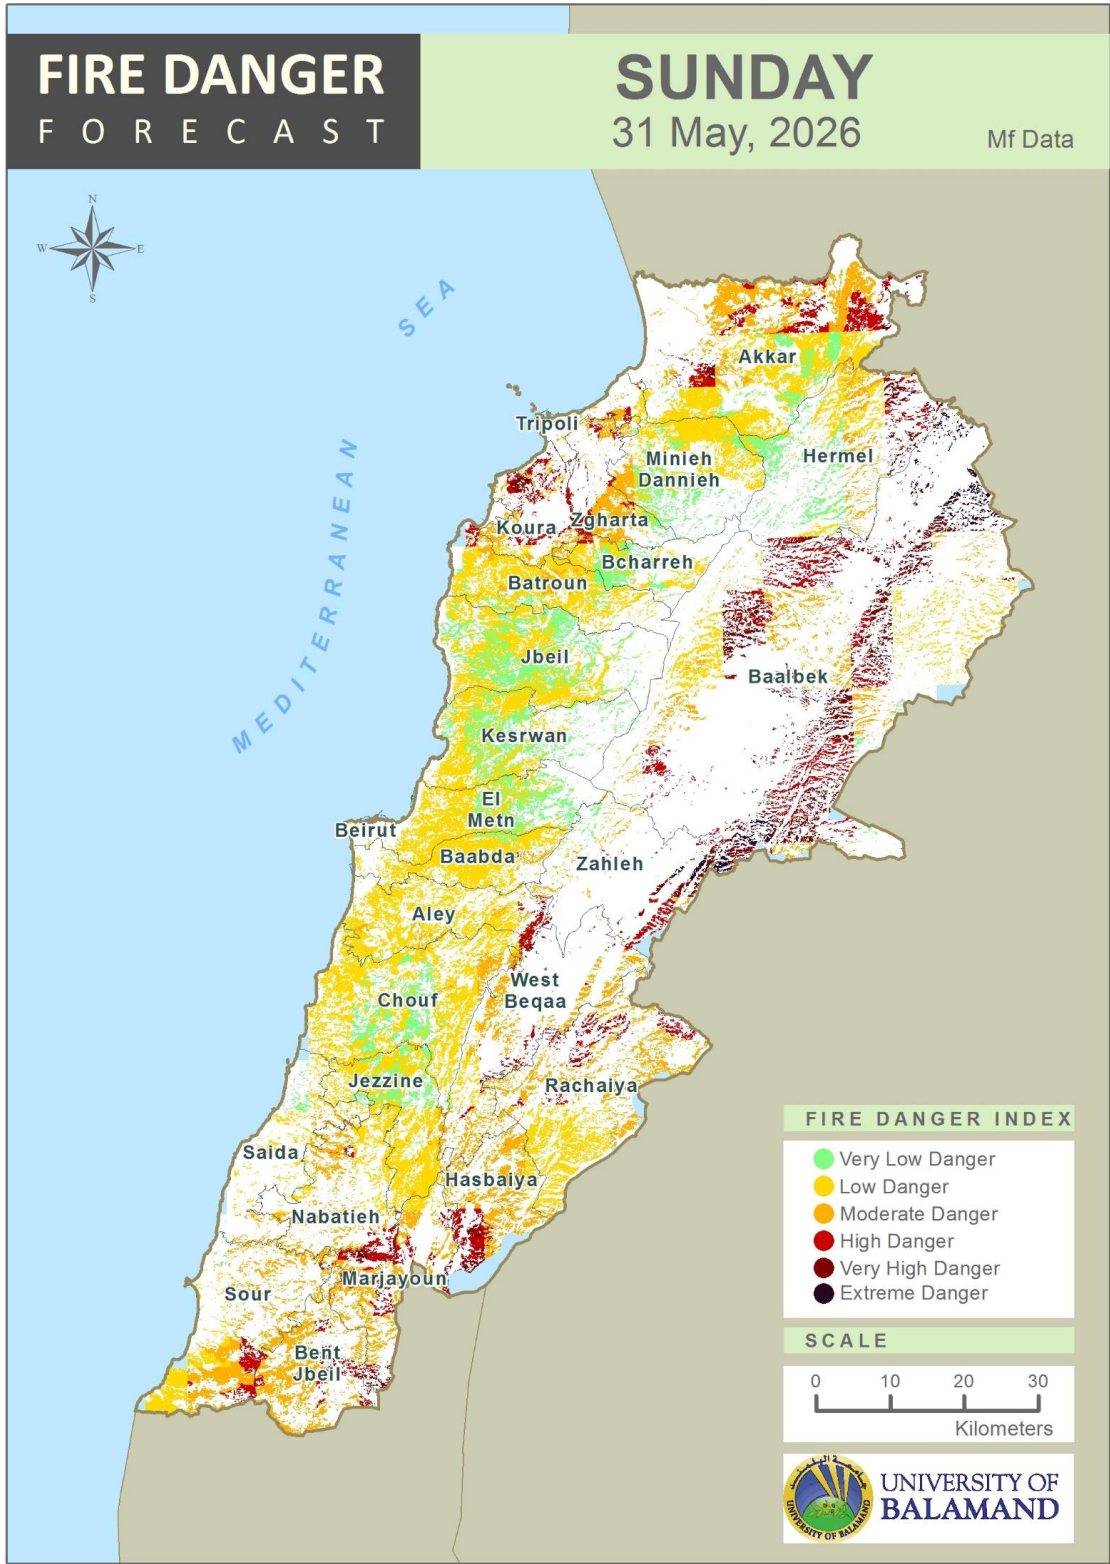 FIRE DANGER
FORECAST
SUNDAY
31 May, 2026
Mf Data
N
W
E
S
MEDITERRANEAN SEA
Akkar
Tripoli
Minieh
Dannieh
Hermel
Koura
Zgharta
Bcharreh
Batroun
Jbeil
Baalbek
Kesrwan
El
Metn
Beirut
Baabda
Zahleh
Aley
West
Beqaa
Chouf
Jezzine
Rachaiya
Saida
Hasbaiya
Nabatieh
Marjayoun
Sour
Bent
Jbeil
FIRE DANGER INDEX
Very Low Danger
Low Danger
Moderate Danger
High Danger
Very High Danger
Extreme Danger
SCALE
0 10 20 30
Kilometers
UNIVERSITY OF BALAMAND
UNIVERSITY OF
BALAMAND